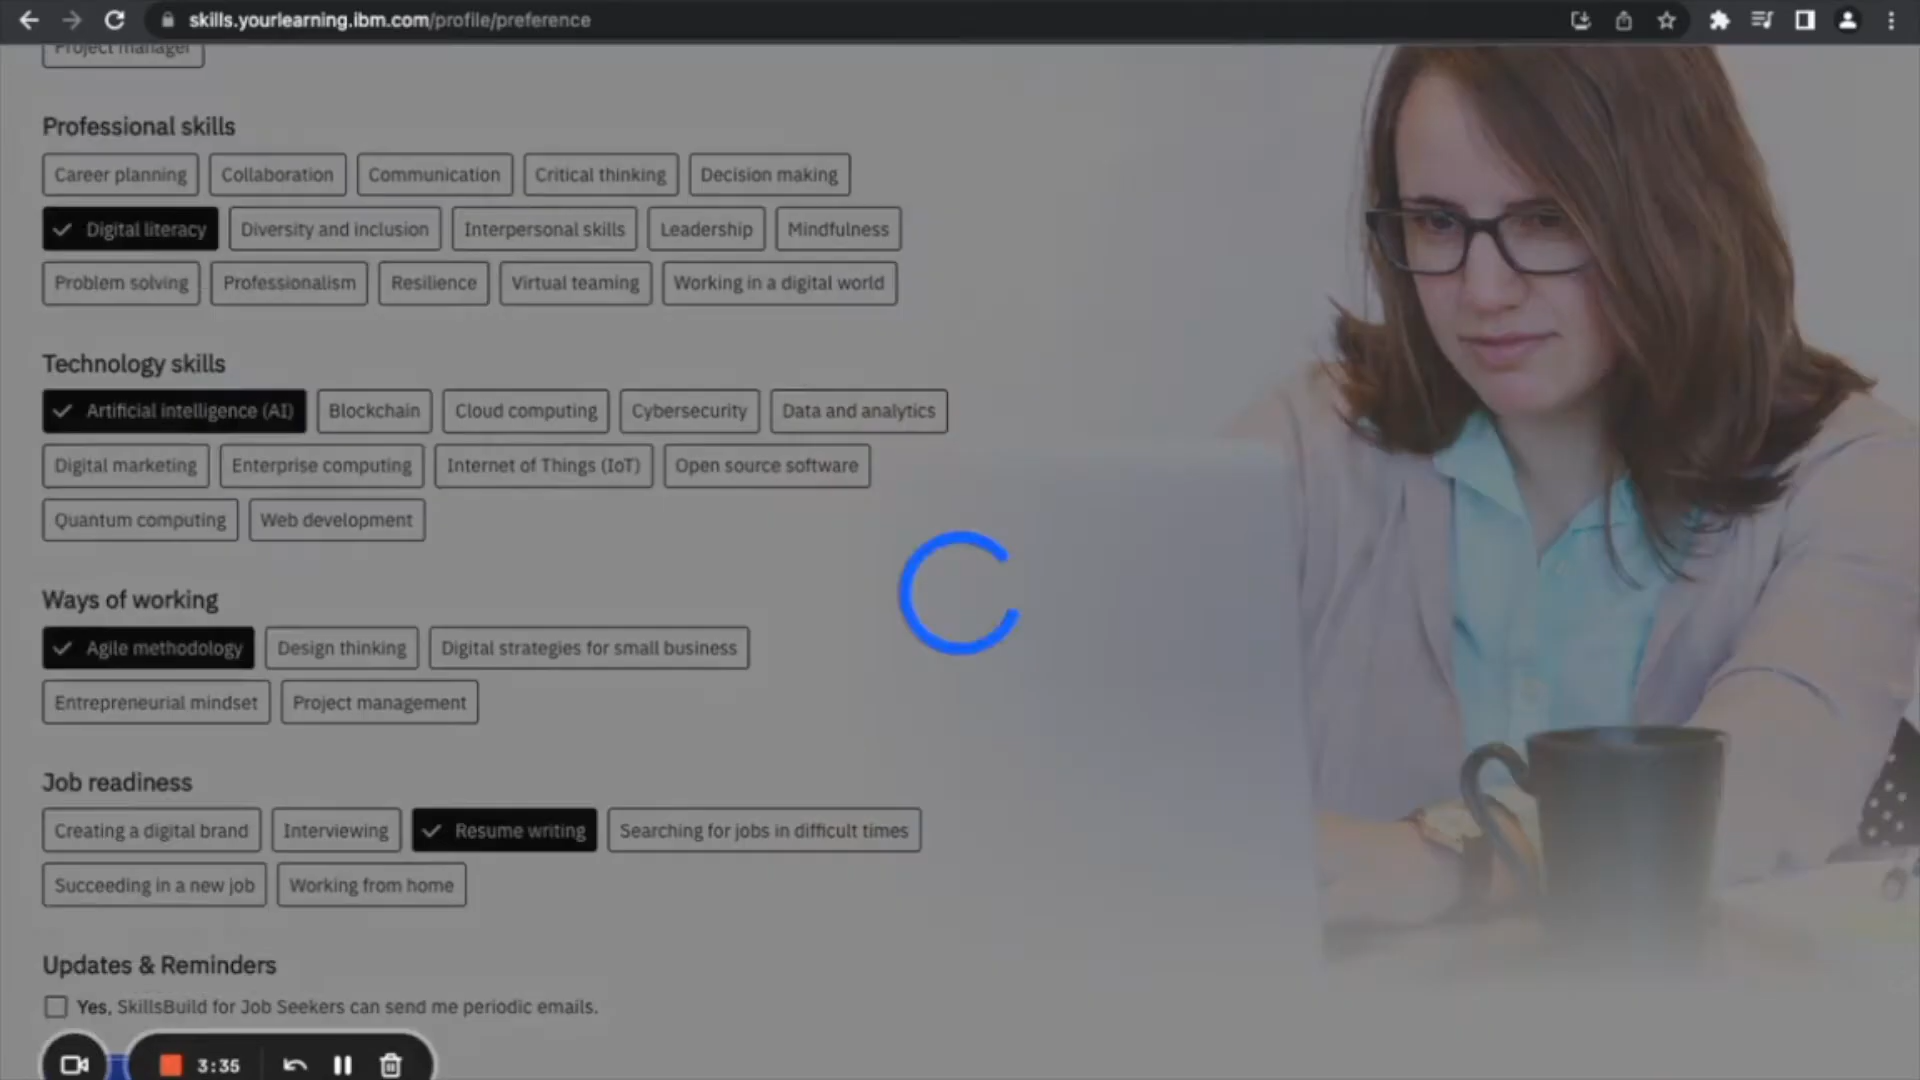 skills.yourlearning.ibm.com/profile/preference
Project manager
Professional skills
Career planning Collaboration Communication Critical thinking Decision making
Digital literacy Diversity and inclusion Interpersonal skills Leadership Mindfulness
Problem solving Professionalism Resilience Virtual teaming Working in a digital world
Technology skills
Artificial intelligence (AI) Blockchain Cloud computing Cybersecurity Data and analytics
Digital marketing Enterprise computing Internet of Things (IoT) Open source software
Quantum computing Web development
Ways of working
Agile methodology Design thinking Digital strategies for small business
Entrepreneurial mindset Project management
Job readiness
Creating a digital brand Interviewing Resume writing Searching for jobs in difficult times
Succeeding in a new job Working from home
Updates & Reminders
Yes, SkillsBuild for Job Seekers can send me periodic emails.
3:35